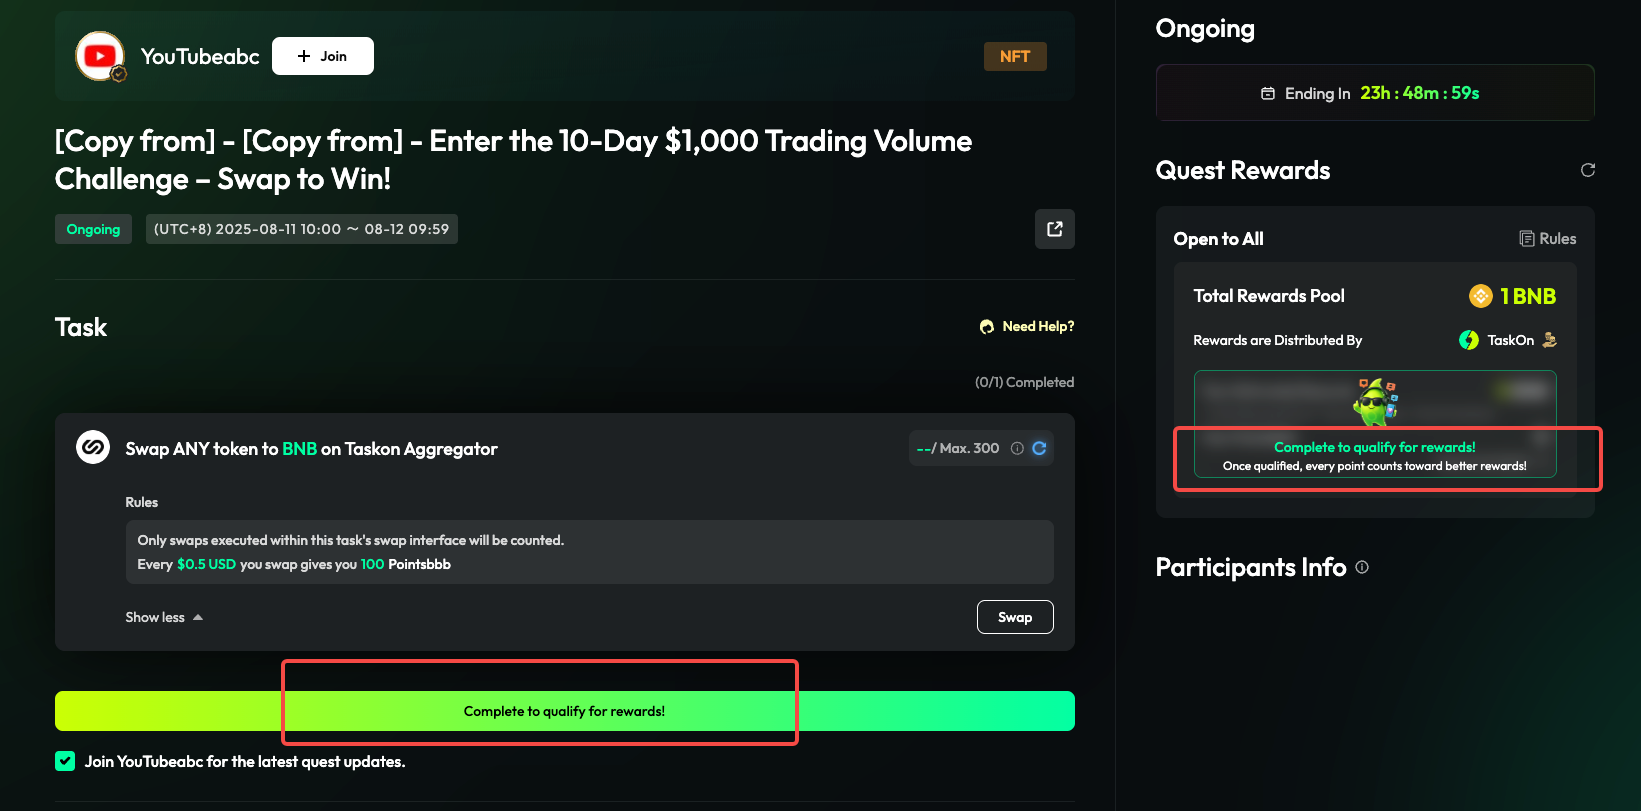 YouTubeabc
+ Join
NFT
[Copy from] - [Copy from] - Enter the 10-Day $1,000 Trading Volume
Challenge – Swap to Win!
Ongoing
(UTC+8) 2025-08-11 10:00 ~ 08-12 09:59
Task
Need Help?
(0/1) Completed
Swap ANY token to BNB on Taskon Aggregator
--/ Max. 300
Rules
Only swaps executed within this task's swap interface will be counted.
Every $0.5 USD you swap gives you 100 Pointsbbb
Show less
Swap
Complete to qualify for rewards!
Join YouTubeabc for the latest quest updates.
Ongoing
Ending In 23h : 48m : 59s
Quest Rewards
Open to All
Rules
Total Rewards Pool
1 BNB
Rewards are Distributed By
TaskOn
Complete to qualify for rewards!
Once qualified, every point counts toward better rewards!
Participants Info